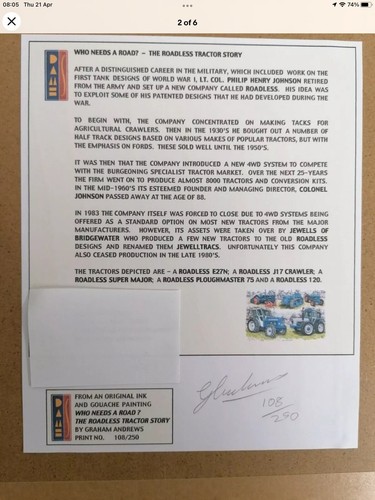 08:05 Thu 21 Apr
74%
2 of 6
DAMES
WHO NEEDS A ROAD? – THE ROADLESS TRACTOR STORY
AFTER A DISTINGUISHED CAREER IN THE MILITARY, WHICH INCLUDED WORK ON THE
FIRST TANK DESIGNS OF WORLD WAR I, LT. COL. PHILIP HENRY JOHNSON RETIRED
FROM THE ARMY AND SET UP A NEW COMPANY CALLED ROADLESS. HIS IDEA WAS
TO EXPLOIT SOME OF HIS PATENTED DESIGNS THAT HE HAD DEVELOPED DURING THE
WAR.
TO BEGIN WITH, THE COMPANY CONCENTRATED ON MAKING TACKS FOR
AGRICULTURAL CRAWLERS. THEN IN THE 1930'S HE BOUGHT OUT A NUMBER OF
HALF TRACK DESIGNS BASED ON VARIOUS MAKES OF POPULAR TRACTORS, BUT WITH
THE EMPHASIS ON FORDS. THESE SOLD WELL UNTIL THE 1950'S.
IT WAS THEN THAT THE COMPANY INTRODUCED A NEW 4WD SYSTEM TO COMPETE
WITH THE BURGEONING SPECIALIST TRACTOR MARKET. OVER THE NEXT 25-YEARS
THE FIRM WENT ON TO PRODUCE ALMOST 8000 TRACTORS AND CONVERSION KITS.
IN THE MID-1960'S ITS ESTEEMED FOUNDER AND MANAGING DIRECTOR, COLONEL
JOHNSON PASSED AWAY AT THE AGE OF 88.
IN 1983 THE COMPANY ITSELF WAS FORCED TO CLOSE DUE TO 4WD SYSTEMS BEING
OFFERED AS A STANDARD OPTION ON MOST NEW TRACTORS FROM THE MAJOR
MANUFACTURERS. HOWEVER, ITS ASSETS WERE TAKEN OVER BY JEWELLS OF
BRIDGEWATER WHO PRODUCED A FEW NEW TRACTORS TO THE OLD ROADLESS
DESIGNS AND RENAMED THEM JEWELLTRACS. UNFORTUNATELY THIS COMPANY
ALSO CEASED PRODUCTION IN THE LATE 1980'S.
THE TRACTORS DEPICTED ARE – A ROADLESS E27N; A ROADLESS J17 CRAWLER; A
ROADLESS SUPER MAJOR; A ROADLESS PLOUGHMASTER 75 AND A ROADLESS 120.
108
250
DAMES
FROM AN ORIGINAL INK
AND GOUACHE PAINTING
WHO NEEDS A ROAD?
THE ROADLESS TRACTOR STORY
BY GRAHAM ANDREWS
PRINT NO. 108/250